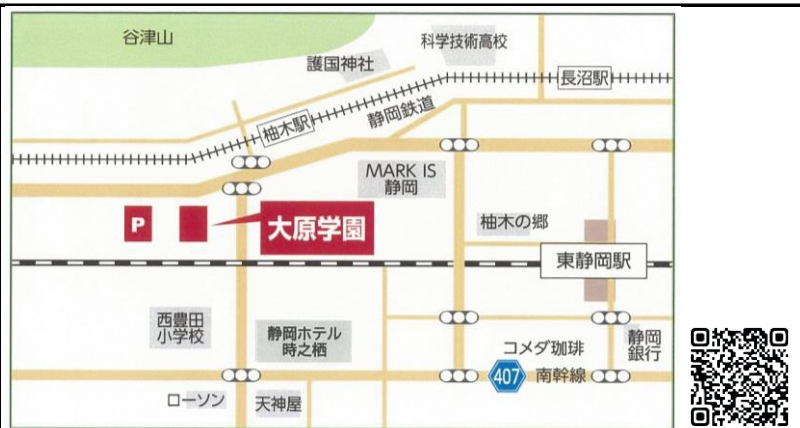 谷津山
科学技術高校
護国神社
長沼駅
静岡鉄道
柚木駅
MARK IS
静岡
P
大原学園
柚木の郷
東静岡駅
西豊田
小学校
静岡ホテル
時之栖
コメダ珈琲
静岡
銀行
407
南幹線
ローソン
天神屋